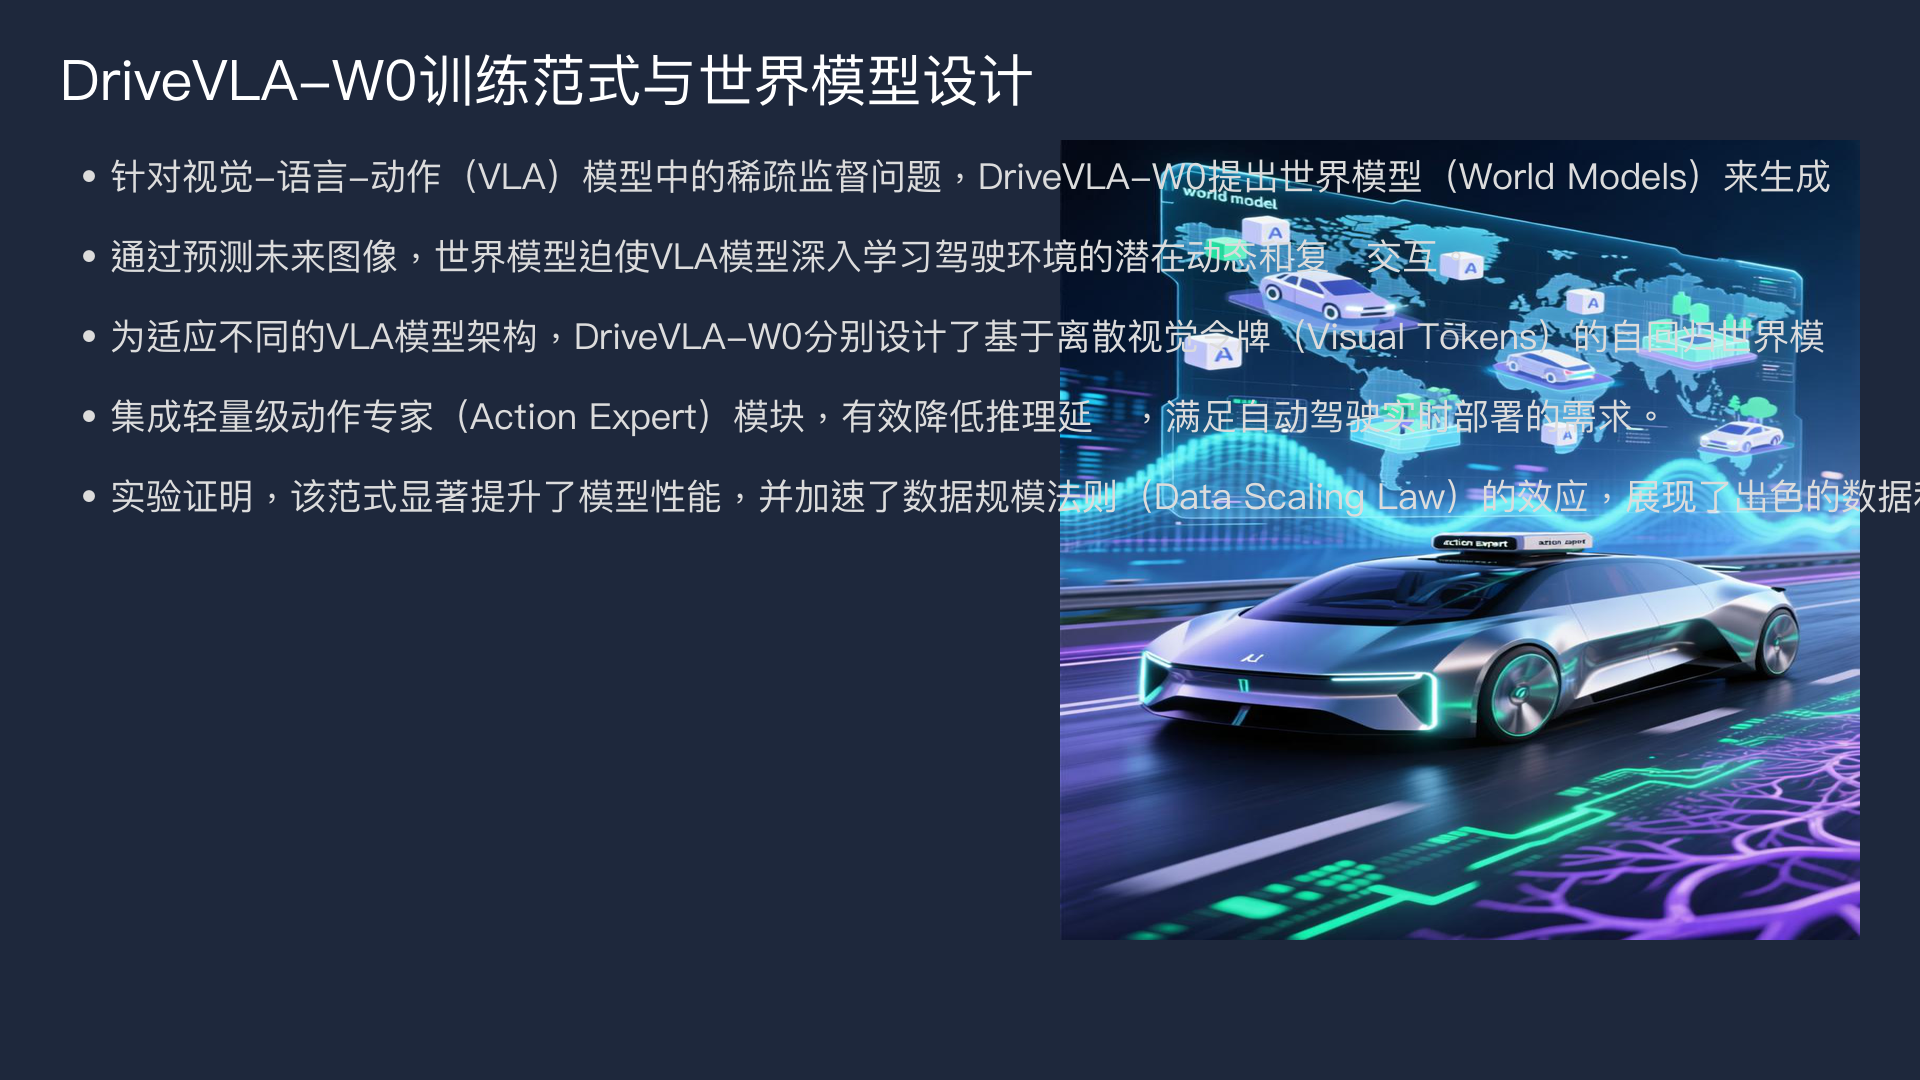 DriveVLA–W0训练范式与世界模型设计
• 针对视觉–语言–动作（VLA）模型中的稀疏监督问题，DriveVLA–W0提出世界模型（World Models）来生成
world model
• 通过预测未来图像，世界模型迫使VLA模型深入学习驾驶环境的潜在动态和复 交互
A
A
A
• 为适应不同的VLA模型架构，DriveVLA–W0分别设计了基于离散视觉令牌（Visual Tokens）的自回归世界模
A
• 集成轻量级动作专家（Action Expert）模块，有效降低推理延 ，满足自动驾驶实时部署的需求。
A
• 实验证明，该范式显著提升了模型性能，并加速了数据规模法则（Data Scaling Law）的效应，展现了出色的数据
action expert